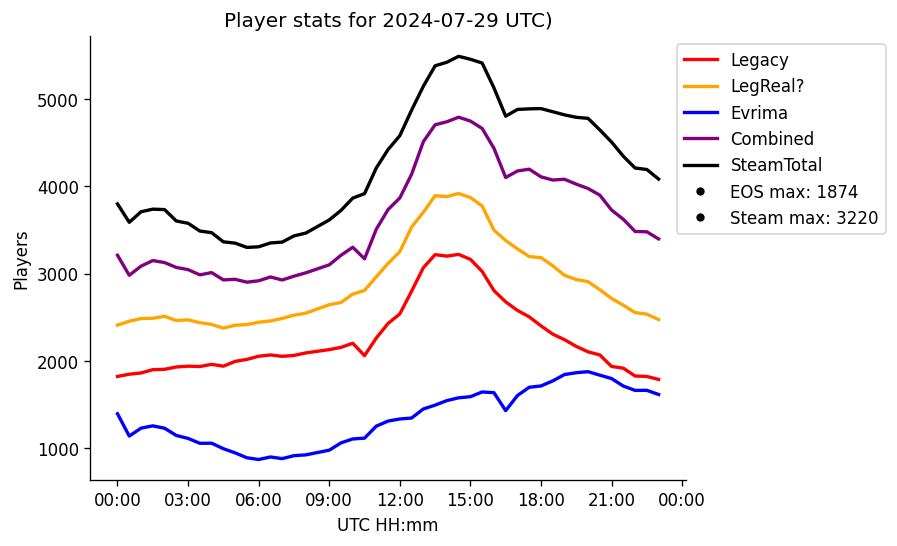 Player stats for 2024-07-29 UTC)
Legacy
LegReal?
Evrima
Combined
SteamTotal
EOS max: 1874
Steam max: 3220
Players
5000
4000
3000
2000
1000
00:00 03:00 06:00 09:00 12:00 15:00 18:00 21:00 00:00
UTC HH:mm